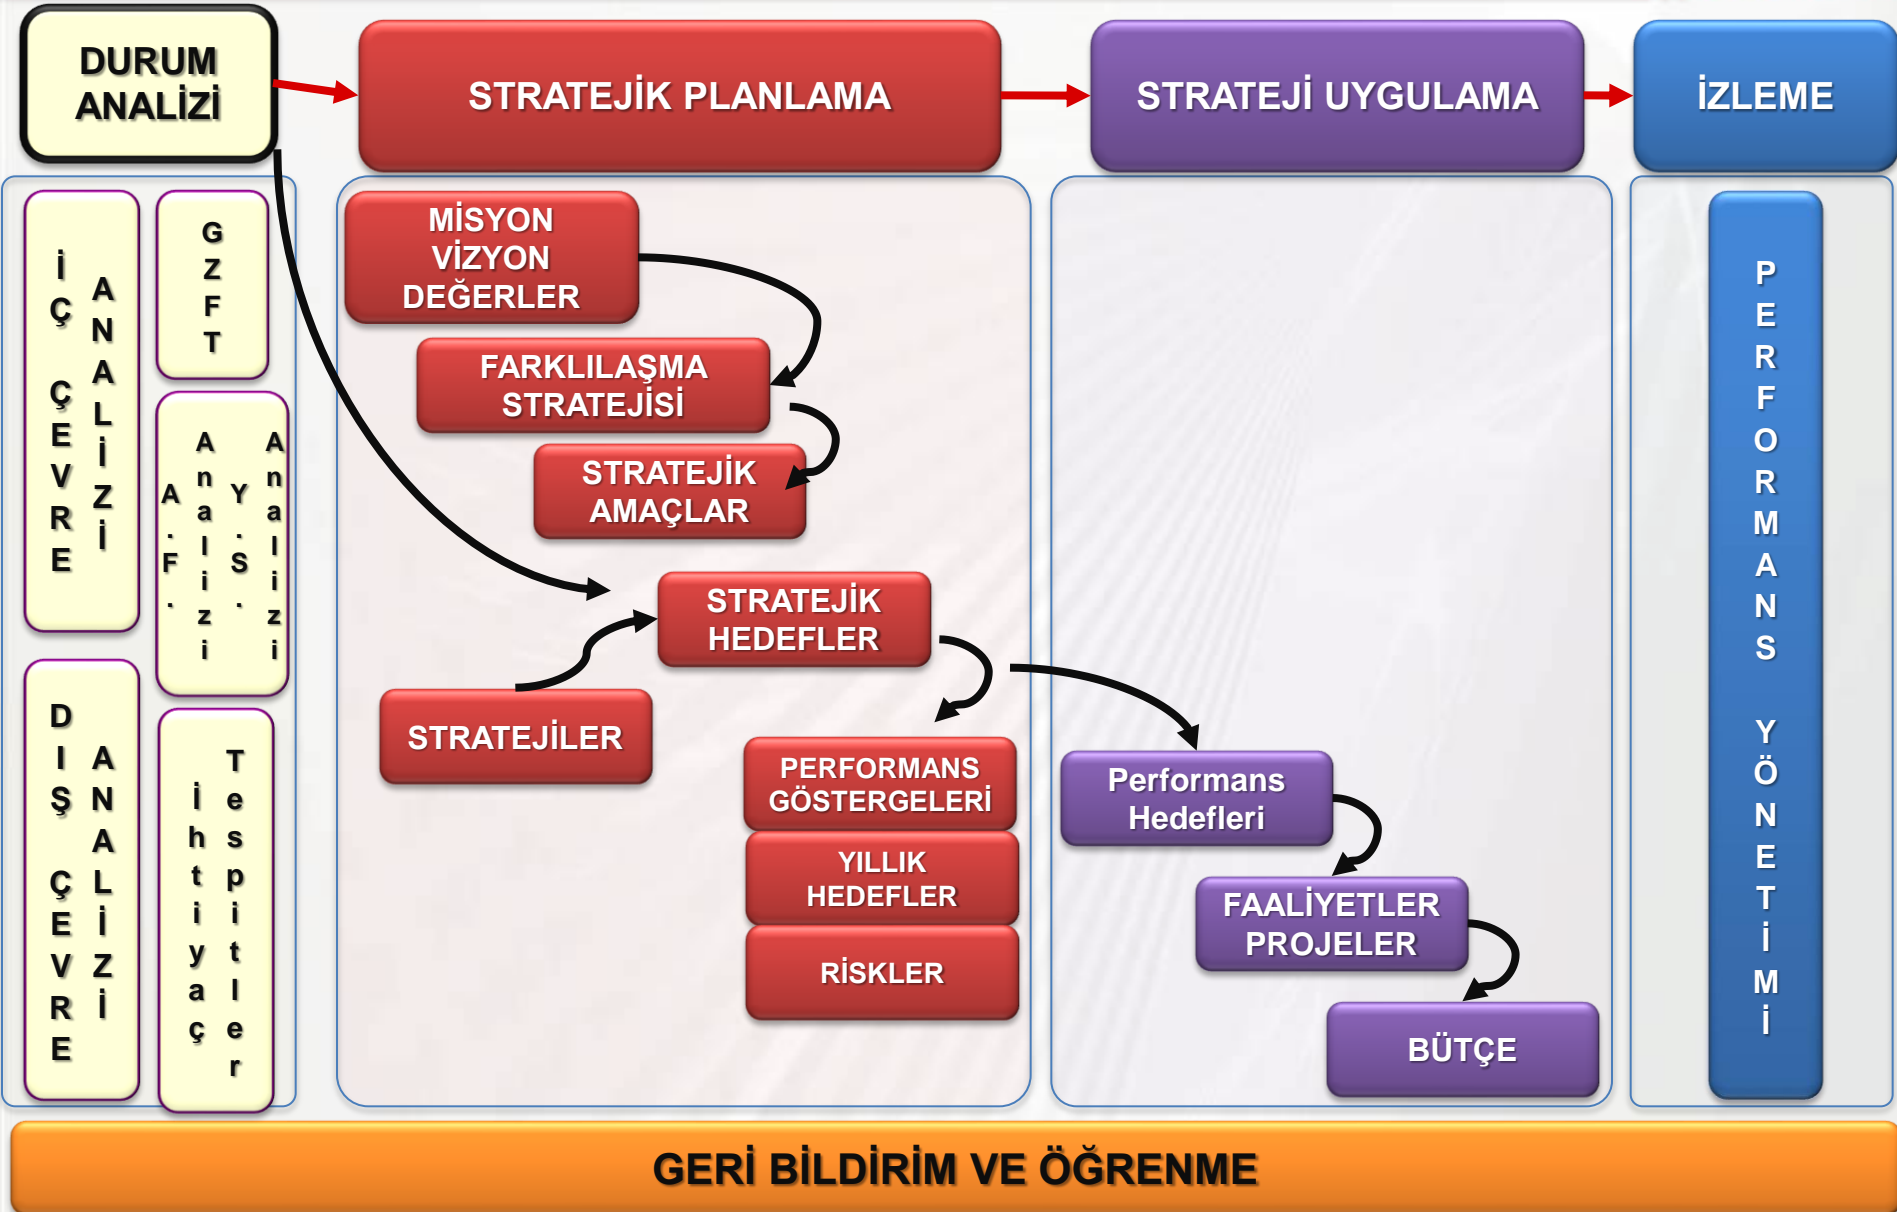 DURUM
ANALİZİ
STRATEJİK PLANLAMA
STRATEJİ UYGULAMA
İZLEME
İÇ ÇEVRE
ANALİZİ
GZFT
A.F.
Analizi
Y.S.
Analizi
DIŞ ÇEVRE
ANALİZİ
İhtiyaç
Tespitler
MİSYON
VİZYON
DEĞERLER
FARKLILAŞMA
STRATEJİSİ
STRATEJİK
AMAÇLAR
STRATEJİK
HEDEFLER
STRATEJİLER
PERFORMANS
GÖSTERGELERİ
YILLIK
HEDEFLER
RİSKLER
Performans
Hedefleri
FAALİYETLER
PROJELER
BÜTÇE
PERFORMANS YÖNETİMİ
GERİ BİLDİRİM VE ÖĞRENME